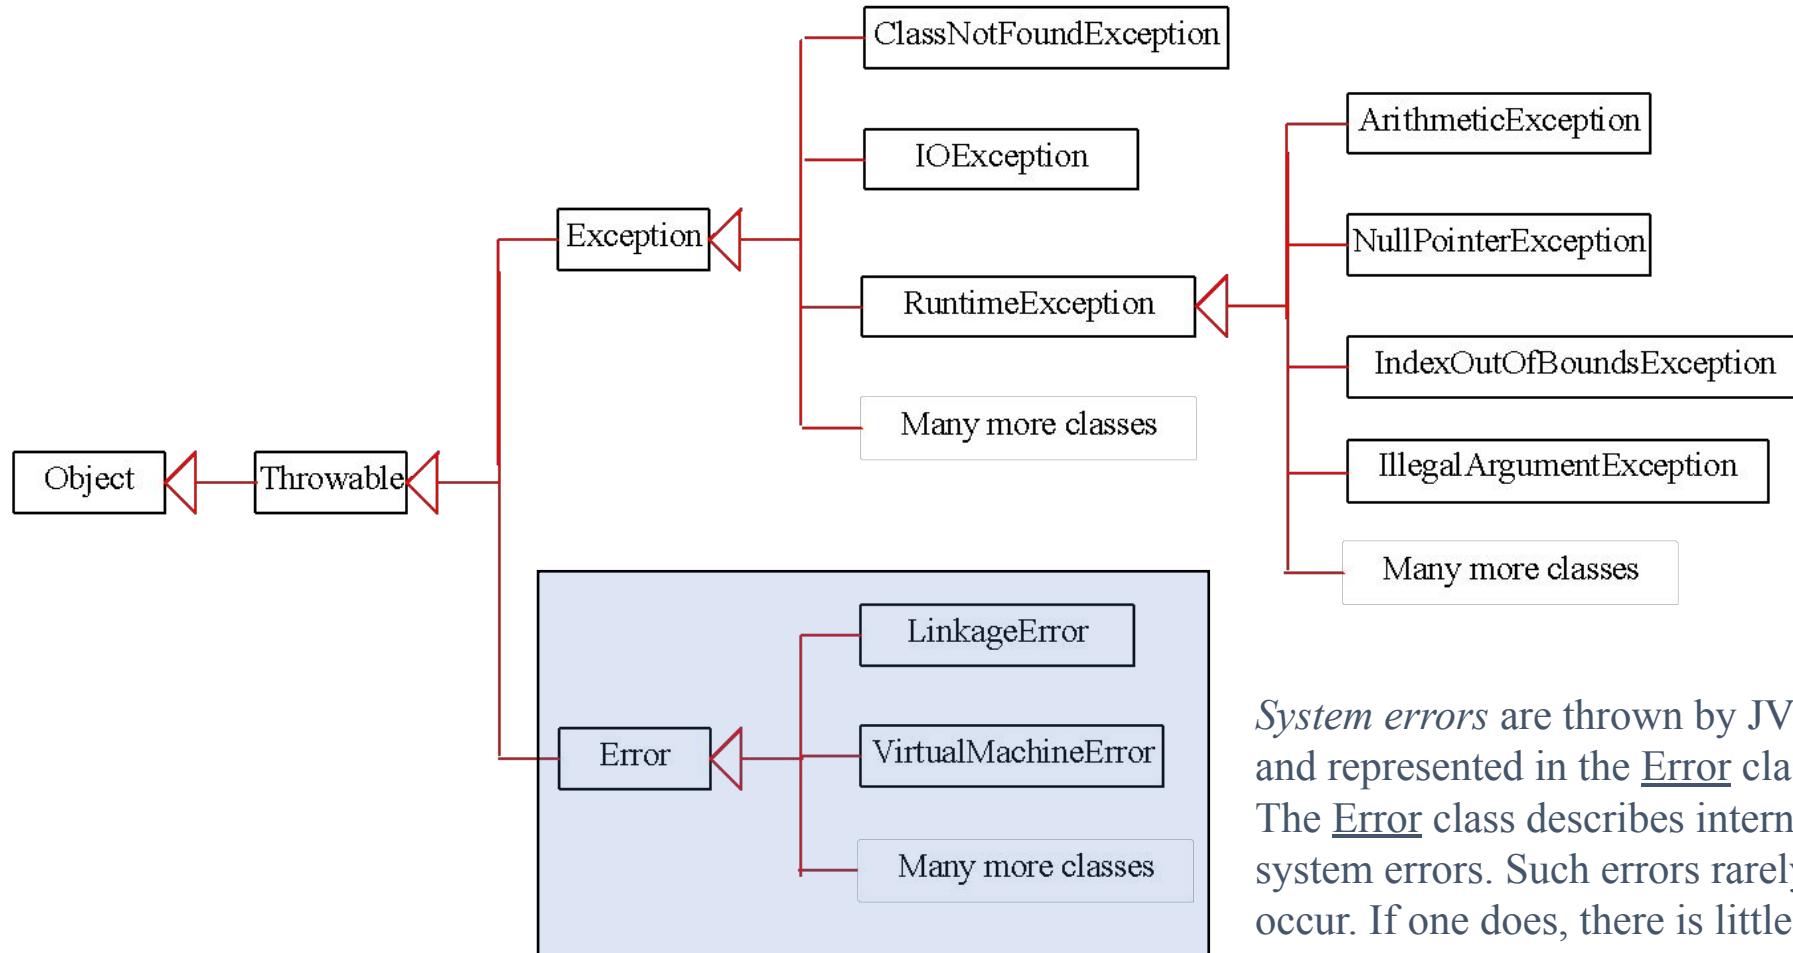 ClassNotFoundException
ArithmeticException
IOException
NullPointerException
Exception
RuntimeException
IndexOutOfBoundsException
Many more classes
IllegalArgumentException
Object
Throwable
Many more classes
LinkageError
Error
VirtualMachineError
Many more classes
System errors are thrown by JV
and represented in the Error cla
The Error class describes intern
system errors. Such errors rarely
occur. If one does, there is little